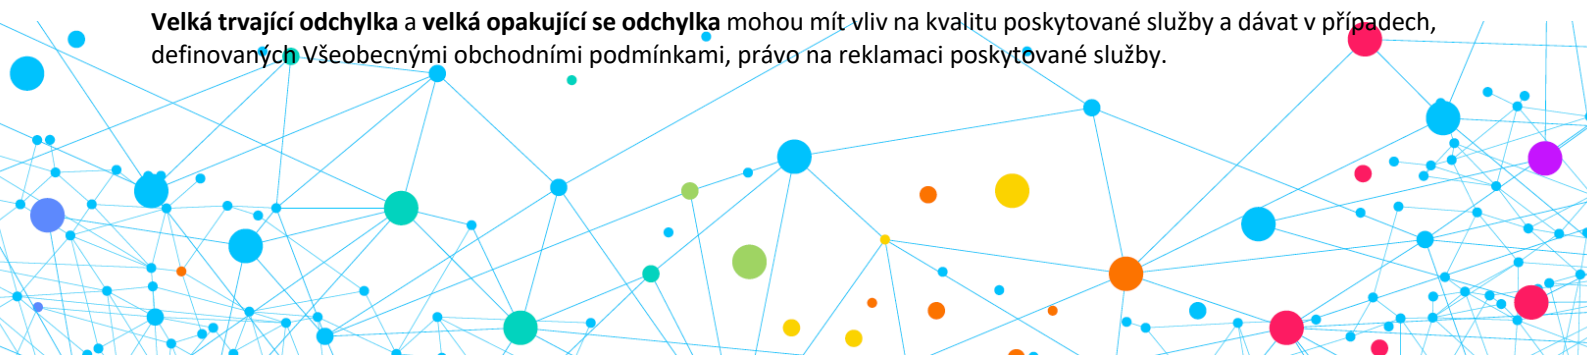 Velká trvající odchylka a velká opakující se odchylka mohou mít vliv na kvalitu poskytované služby a dávat v případech,
definovaných Všeobecnými obchodními podmínkami, právo na reklamaci poskytované služby.